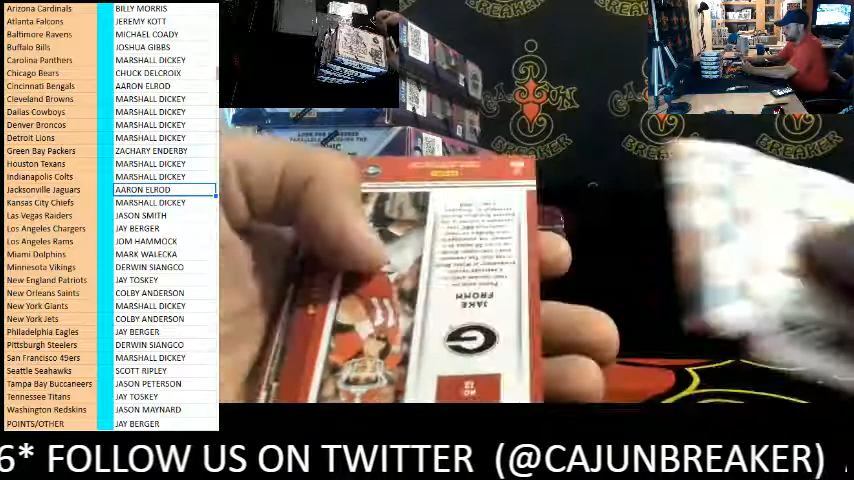 Arizona Cardinals BILLY MORRIS
Atlanta Falcons JEREMY KOTT
Baltimore Ravens MICHAEL COADY
Buffalo Bills JOSHUA GIBBS
Carolina Panthers MARSHALL DICKEY
Chicago Bears CHUCK DELCROIX
Cincinnati Bengals AARON ELROD
Cleveland Browns MARSHALL DICKEY
Dallas Cowboys MARSHALL DICKEY
Denver Broncos MARSHALL DICKEY
Detroit Lions MARSHALL DICKEY
Green Bay Packers ZACHARY ENDERBY
Houston Texans MARSHALL DICKEY
Indianapolis Colts MARSHALL DICKEY
Jacksonville Jaguars AARON ELROD
Kansas City Chiefs MARSHALL DICKEY
Las Vegas Raiders JASON SMITH
Los Angeles Chargers JAY BERGER
Los Angeles Rams JOM HAMMOCK
Miami Dolphins MARK WALECKA
Minnesota Vikings DERWIN SIANGCO
New England Patriots JAY TOSKEY
New Orleans Saints COLBY ANDERSON
New York Giants MARSHALL DICKEY
New York Jets COLBY ANDERSON
Philadelphia Eagles JAY BERGER
Pittsburgh Steelers DERWIN SIANGCO
San Francisco 49ers MARSHALL DICKEY
Seattle Seahawks SCOTT RIPLEY
Tampa Bay Buccaneers JASON PETERSON
Tennessee Titans JAY TOSKEY
Washington Redskins JASON MAYNARD
POINTS/OTHER JAY BERGER
JAKE
FROMM
NO. 12
CAJUN
BREAKER
6* FOLLOW US ON TWITTER (@CAJUNBREAKER)